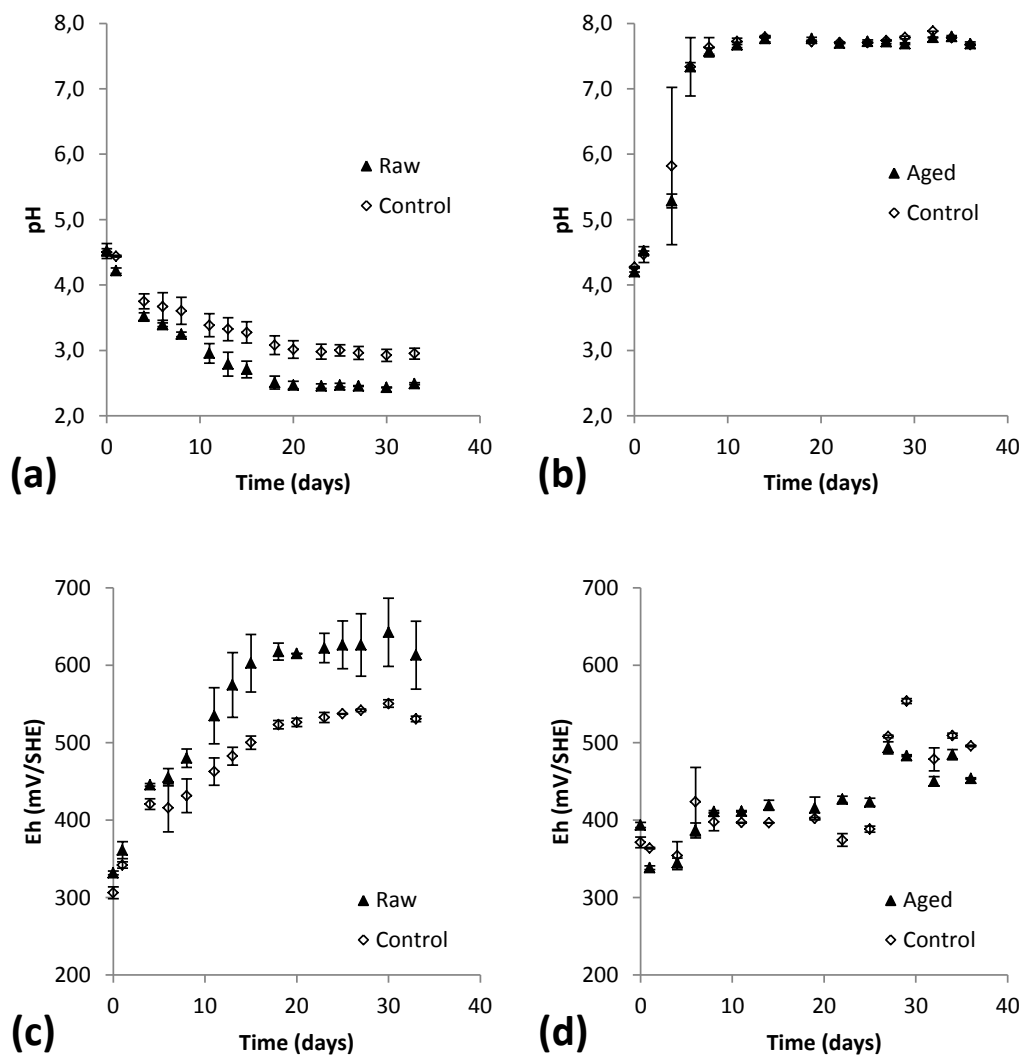 8,0
7,0
6,0
5,0
4,0
3,0
2,0
pH
Raw
Control
0 10 20 30 40
Time (days)
(a)
8,0
7,0
6,0
5,0
4,0
3,0
2,0
pH
Aged
Control
0 10 20 30 40
Time (days)
(b)
700
600
500
400
300
200
Eh (mV/SHE)
Raw
Control
0 10 20 30 40
Time (days)
(c)
700
600
500
400
300
200
Eh (mV/SHE)
Aged
Control
0 10 20 30 40
Time (days)
(d)